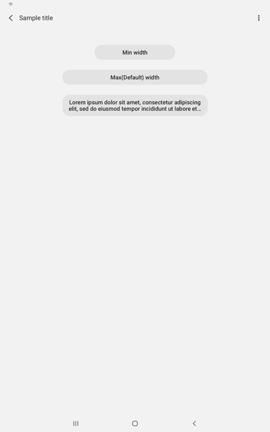 Sample title
Min width
Max(Default) width
Lorem ipsum dolor sit amet, consectetur adipiscing
elit, sed do eiusmod tempor incididunt ut labore et...